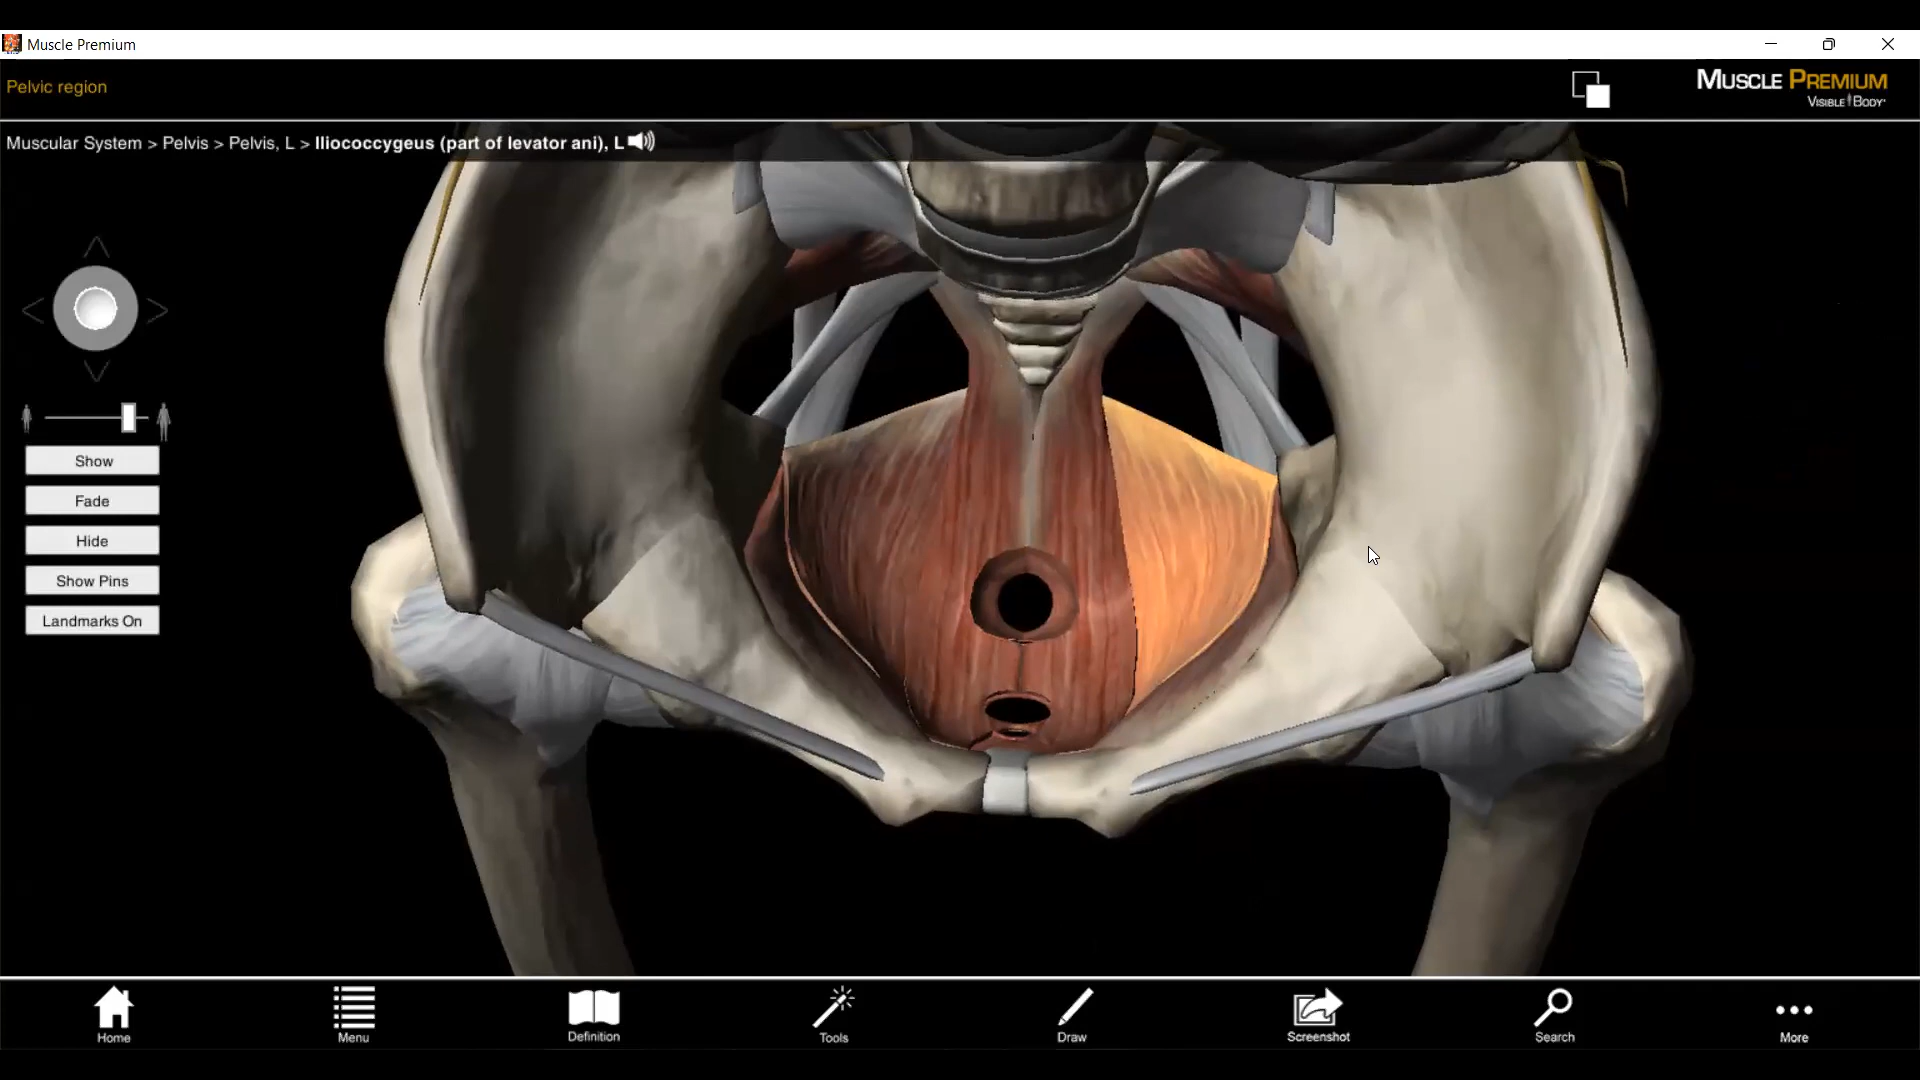 Muscle Premium
Pelvic region
MUSCLE PREMIUM
VISIBLE BODY
Muscular System > Pelvis > Pelvis, L > Iliococcygeus (part of levator ani), L
Show
Fade
Hide
Show Pins
Landmarks On
Home
Menu
Definition
Tools
Draw
Screenshot
Search
More